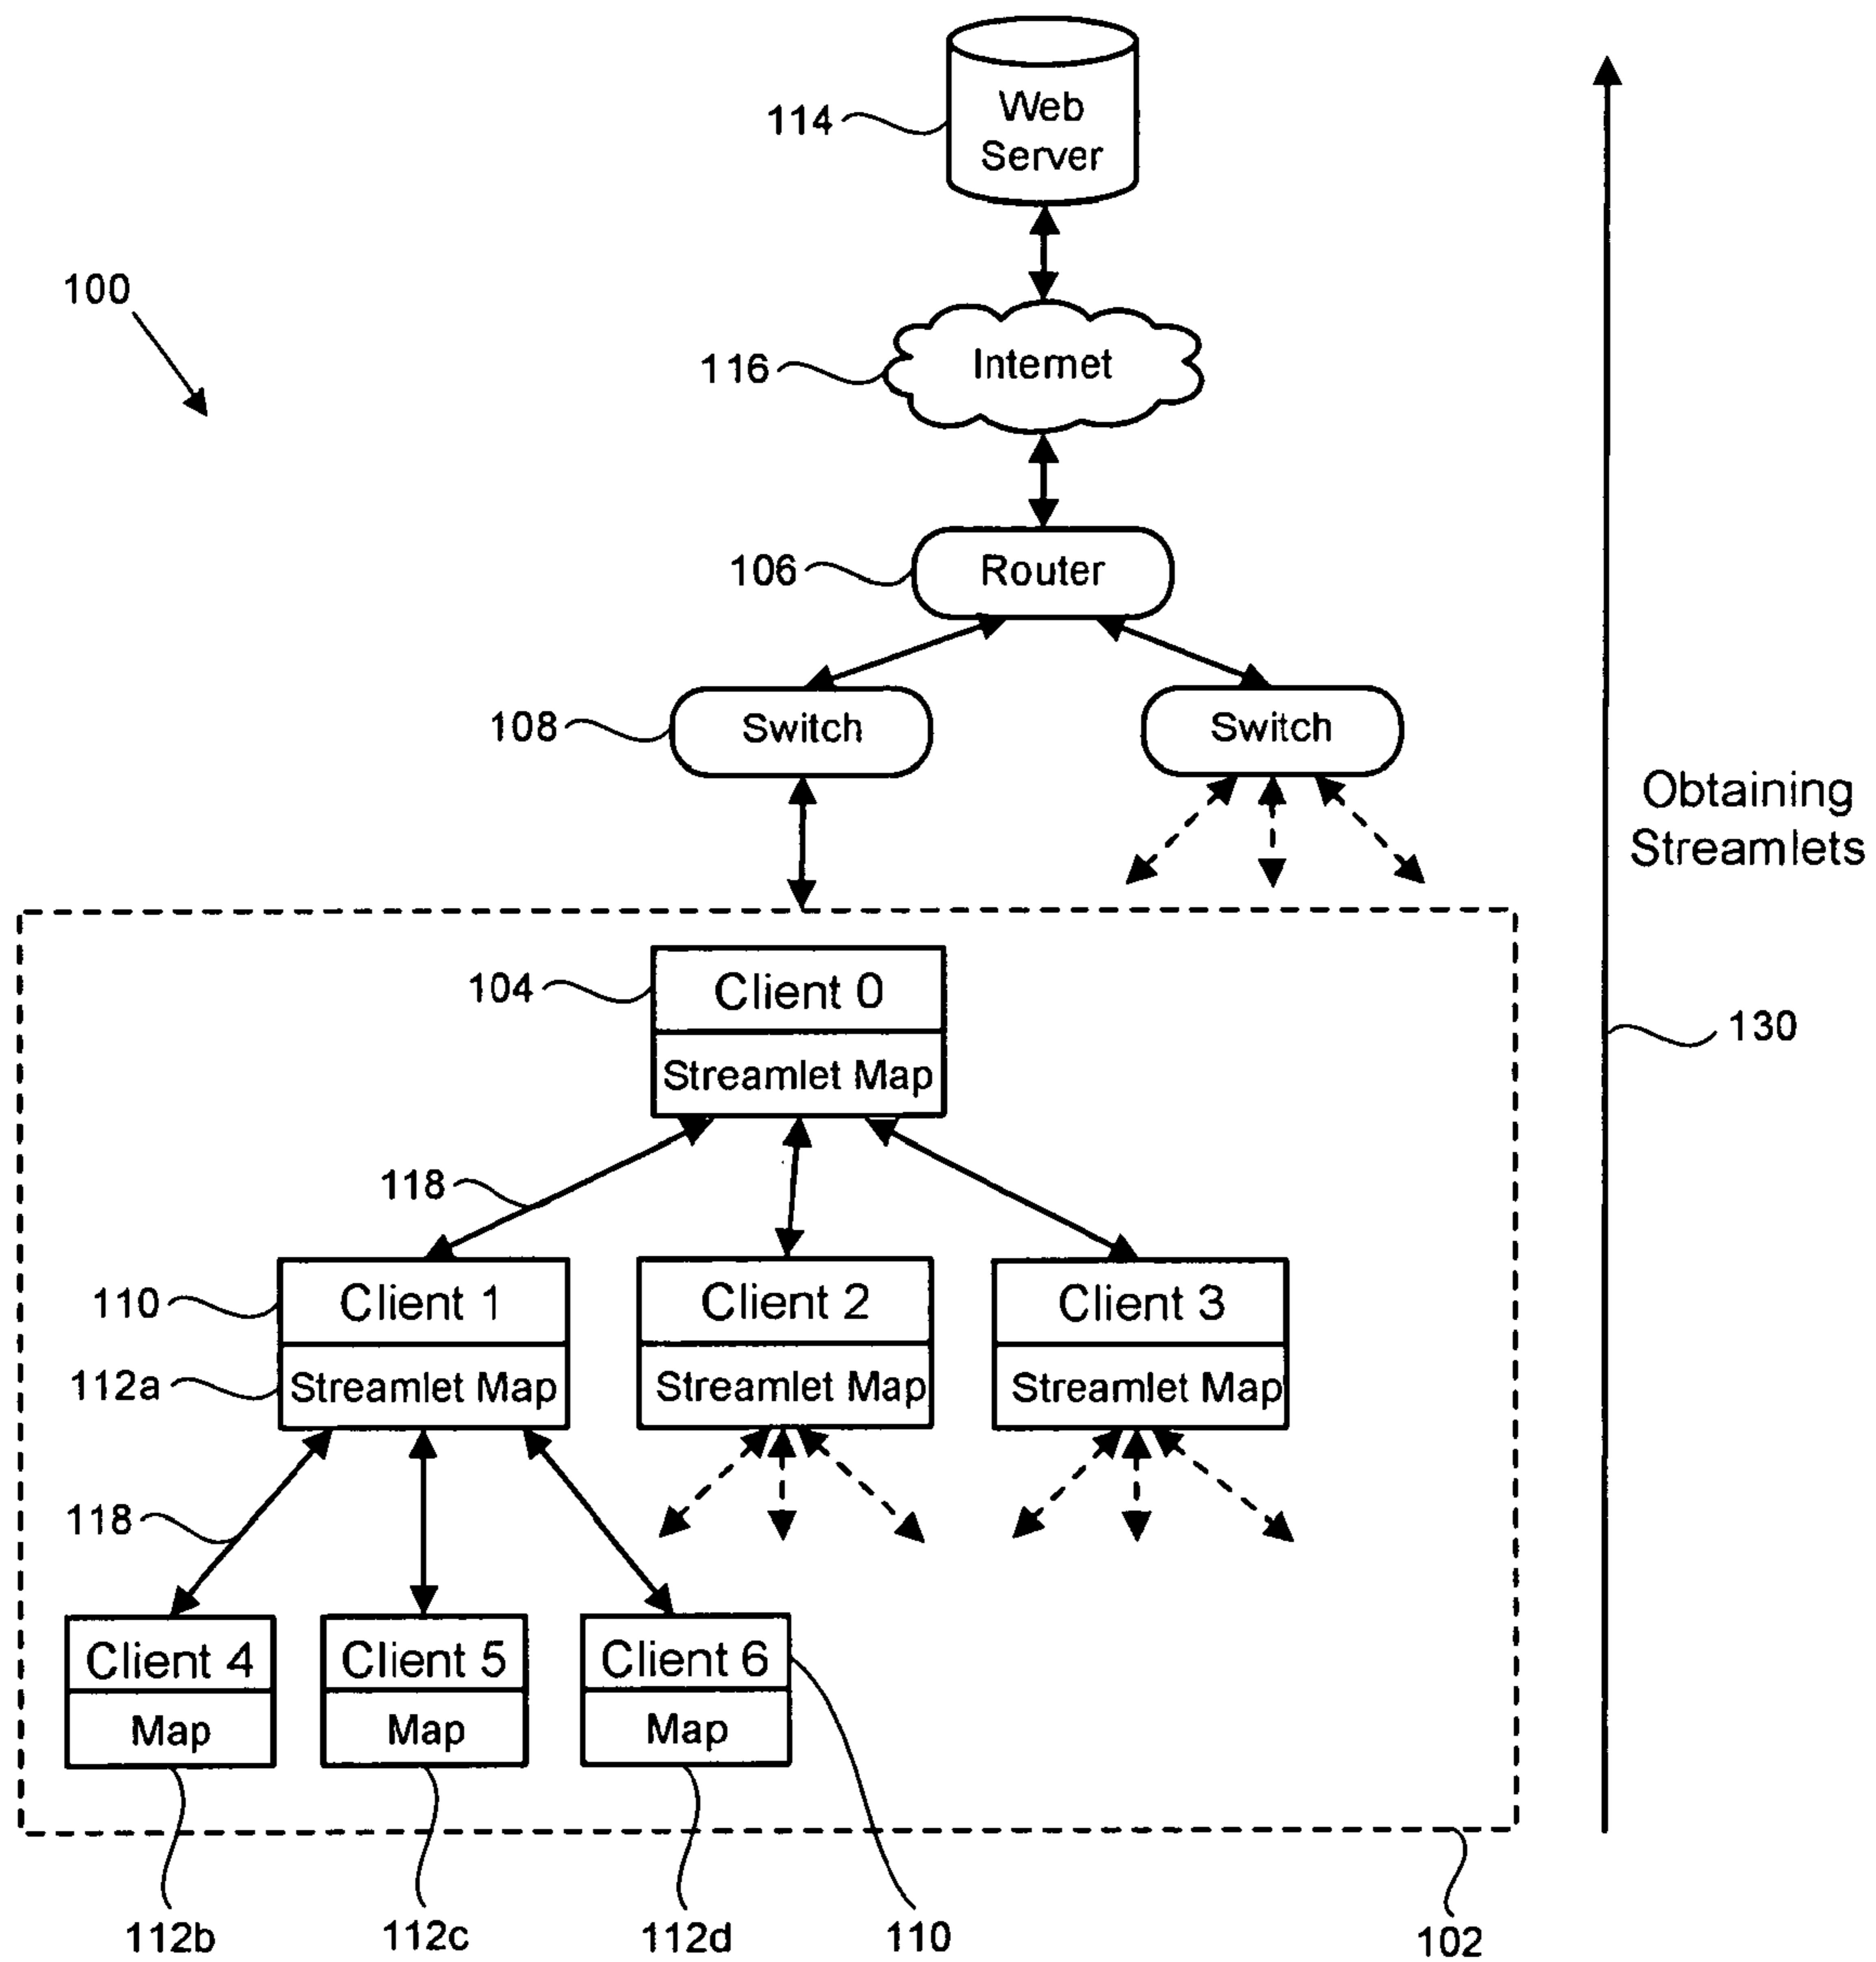 Web
Server
114
100
Internet
116
Router
106
Switch
108
Switch
Obtaining
Streamlets
Client 0
104
Streamlet Map
130
118
Client 1
Client 2
Client 3
110
112a
Streamlet Map
Streamlet Map
Streamlet Map
118
Client 4
Client 5
Client 6
Map
Map
Map
112b
112c
112d
110
102